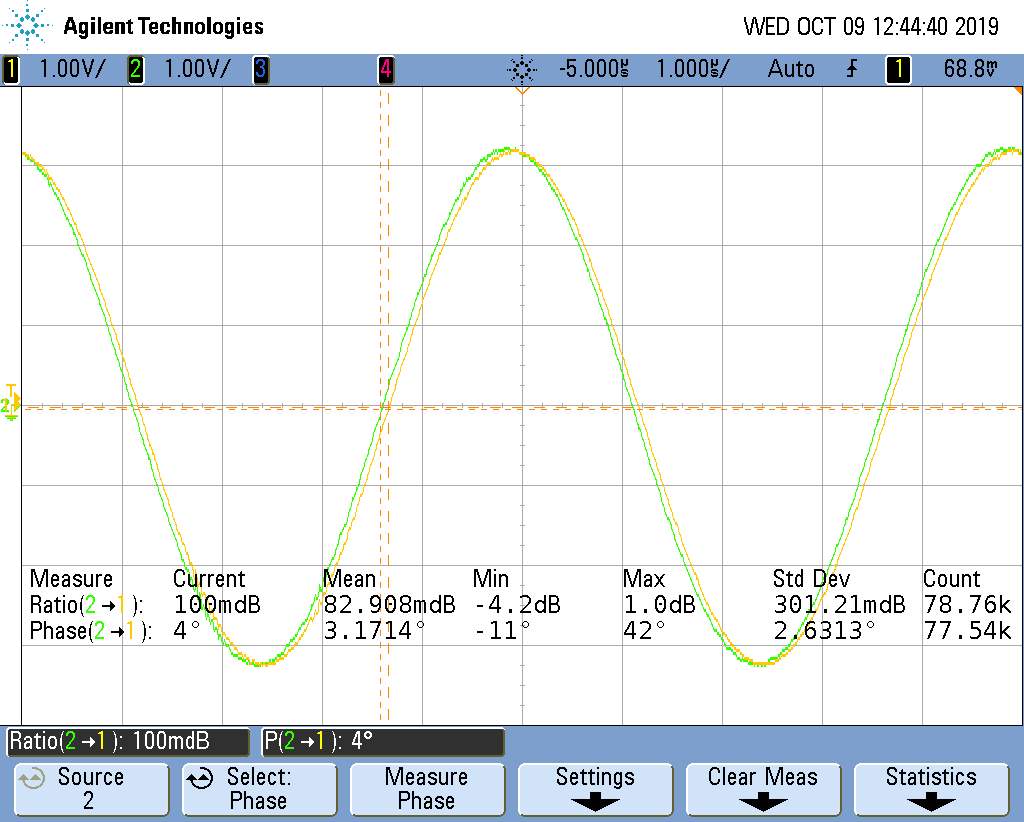 Agilent Technologies WED OCT 09 12:44:40 2019
1 1.00V/ 2 1.00V/ 3 4 -5.000µs 1.000µs/ Auto 1 68.8mV
T
2
Measure Current Mean Min Max Std Dev Count
Ratio(2→1): 100mdB 82.908mdB -4.2dB 1.0dB 301.21mdB 78.76k
Phase(2→1): 4° 3.1714° -11° 42° 2.6313° 77.54k
Ratio(2→1): 100mdB P(2→1): 4°
Source Select: Measure Settings Clear Meas Statistics
2 Phase Phase